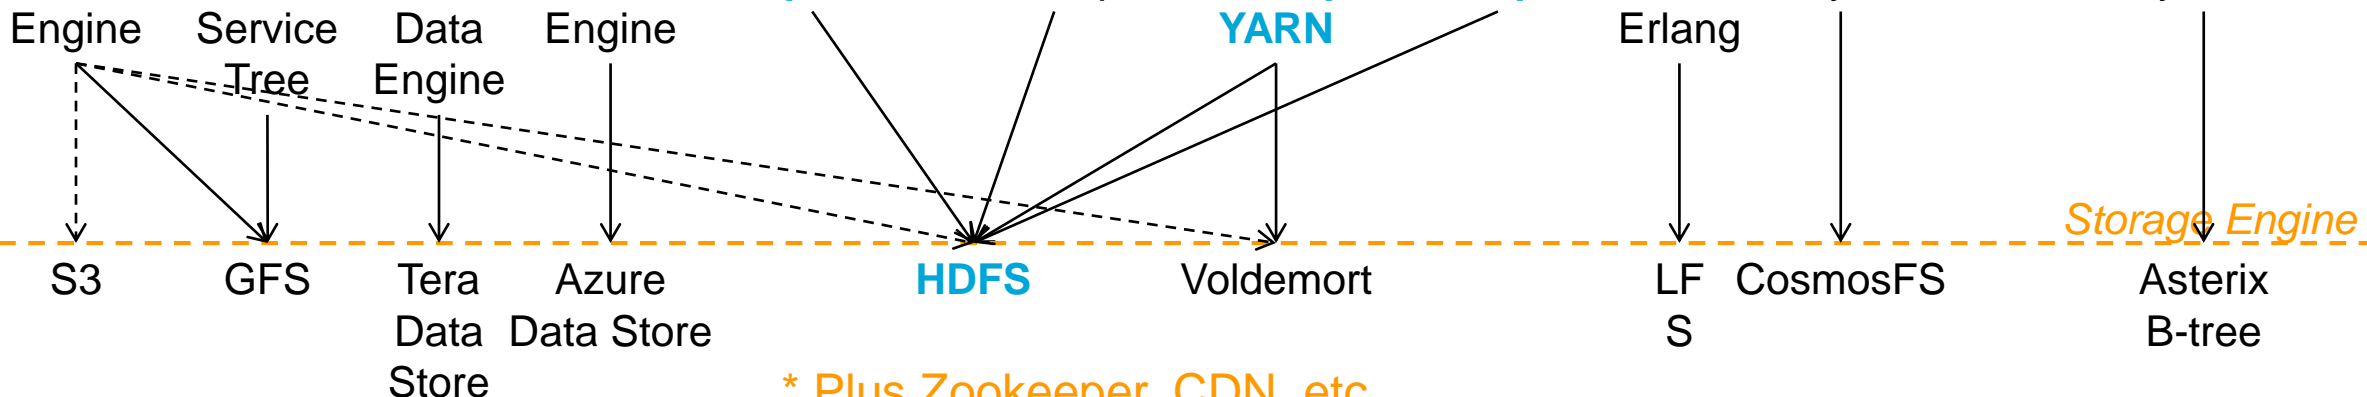 Engine Service Data Engine YARN Erlang
Tree Engine
Storage Engine
S3 GFS Tera Azure HDFS Voldemort LF CosmosFS Asterix
Data Data Store S B-tree
Store
* Plus Zookeeper, CDN, etc.